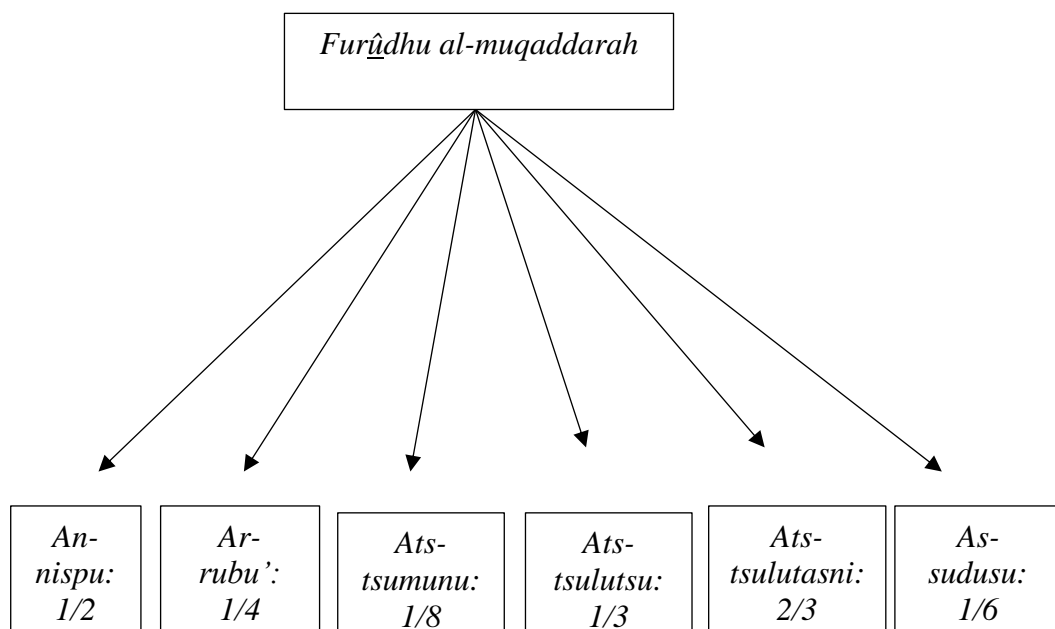 Furûdhu al-muqaddarah
An-
nispu:
1/2
Ar-
rubu’:
1/4
Ats-
tsumunu:
1/8
Ats-
tsulutsu:
1/3
Ats-
tsulutasni:
2/3
As-
sudusu:
1/6